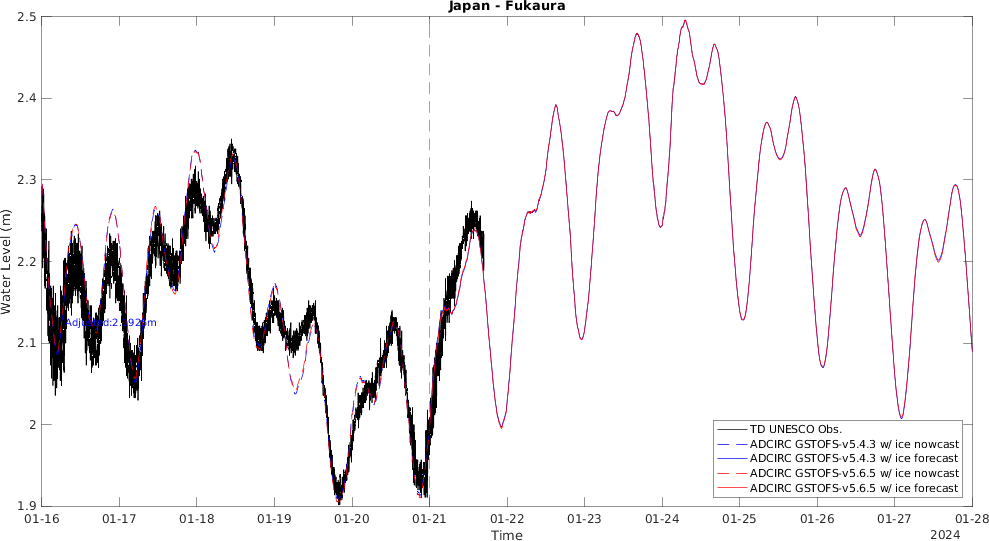 Japan - Fukaura
2.5
2.4
2.3
2.2
2.1
2
1.9
Water Level (m)
01-16 01-17 01-18 01-19 01-20 01-21 01-22 01-23 01-24 01-25 01-26 01-27 01-28
Time
2024
TD UNESCO Obs.
ADCIRC GSTOFS-v5.4.3 w/ ice nowcast
ADCIRC GSTOFS-v5.4.3 w/ ice forecast
ADCIRC GSTOFS-v5.6.5 w/ ice nowcast
ADCIRC GSTOFS-v5.6.5 w/ ice forecast